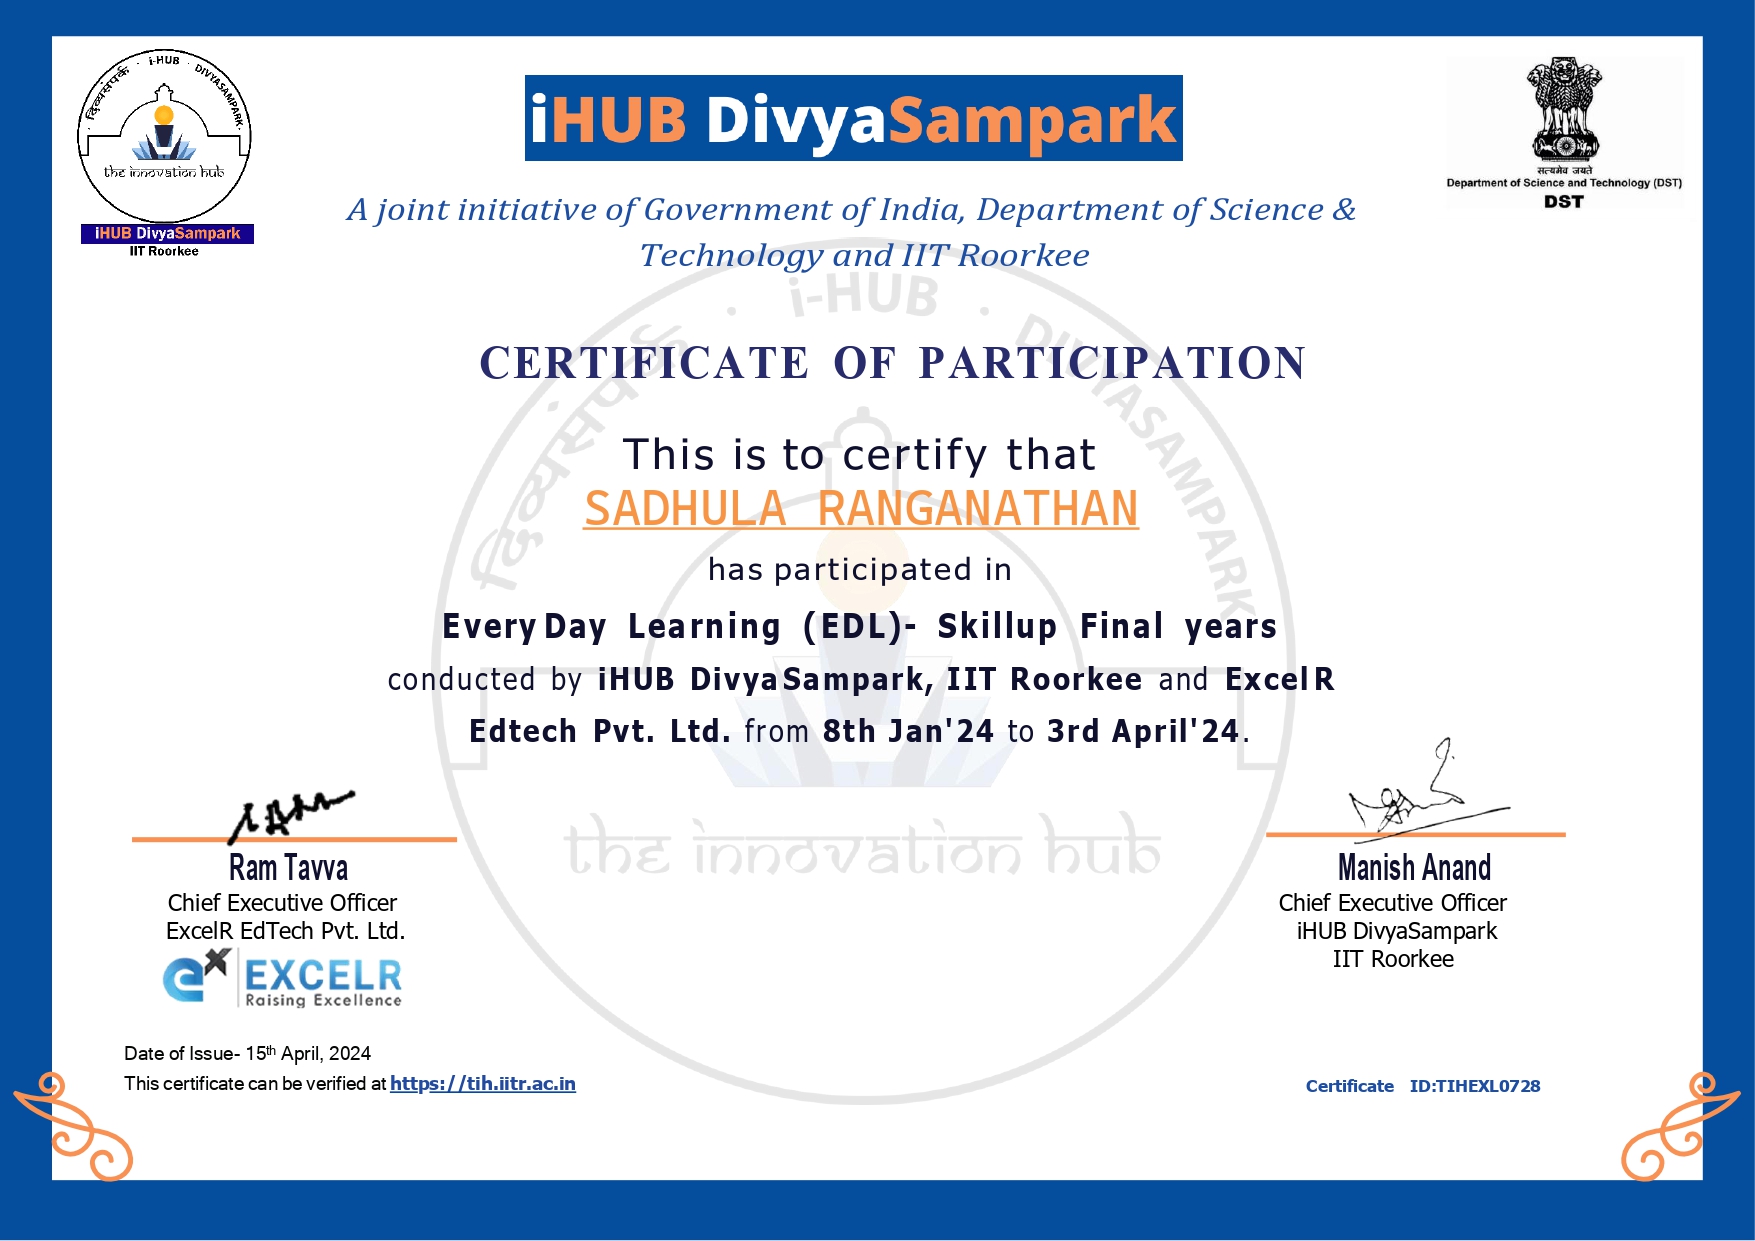 दिव्यसंपर्क · i-HUB · DIVYASAMPARK
the innovation hub
iHUB DivyaSampark
IIT Roorkee
iHUB DivyaSampark
सत्यमेव जयते
Department of Science and Technology (DST)
DST
A joint initiative of Government of India, Department of Science &
Technology and IIT Roorkee
दिव्यसंपर्क · i-HUB · DIVYASAMPARK
CERTIFICATE OF PARTICIPATION
This is to certify that
SADHULA RANGANATHAN
has participated in
Every Day Learning (EDL)- Skillup Final years
conducted by iHUB DivyaSampark, IIT Roorkee and ExcelR
Edtech Pvt. Ltd. from 8th Jan'24 to 3rd April'24.
the innovation hub
Ram Tavva
Chief Executive Officer
ExcelR EdTech Pvt. Ltd.
EXCELR
Raising Excellence
Manish Anand
Chief Executive Officer
iHUB DivyaSampark
IIT Roorkee
Date of Issue- 15th April, 2024
This certificate can be verified at https://tih.iitr.ac.in
Certificate ID:TIHEXL0728